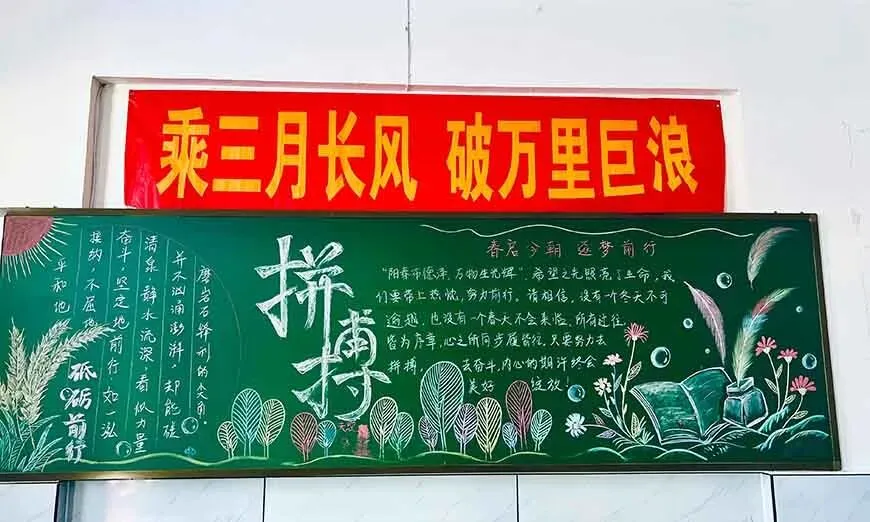 乘三月长风 破万里巨浪
平和地
接纳，不屈地
奋斗，坚定地前行，如一泓
清泉，静水流深，看似力量
并不汹涌澎湃，却能磋
磨岩石锋利的尖角。
砥砺前行
拼搏
春启今朝 逐梦前行
"阳春布德泽，万物生光辉"，希望之光照亮了生命，我
们要带上热忱，努力前行。请相信，没有一个冬天不可
逾越，也没有一个春天不会来临，所有过往，
皆为序章，心之所向步履皆往，只要努力去
拼搏，去奋斗，内心的期许终会
美好 绽放！